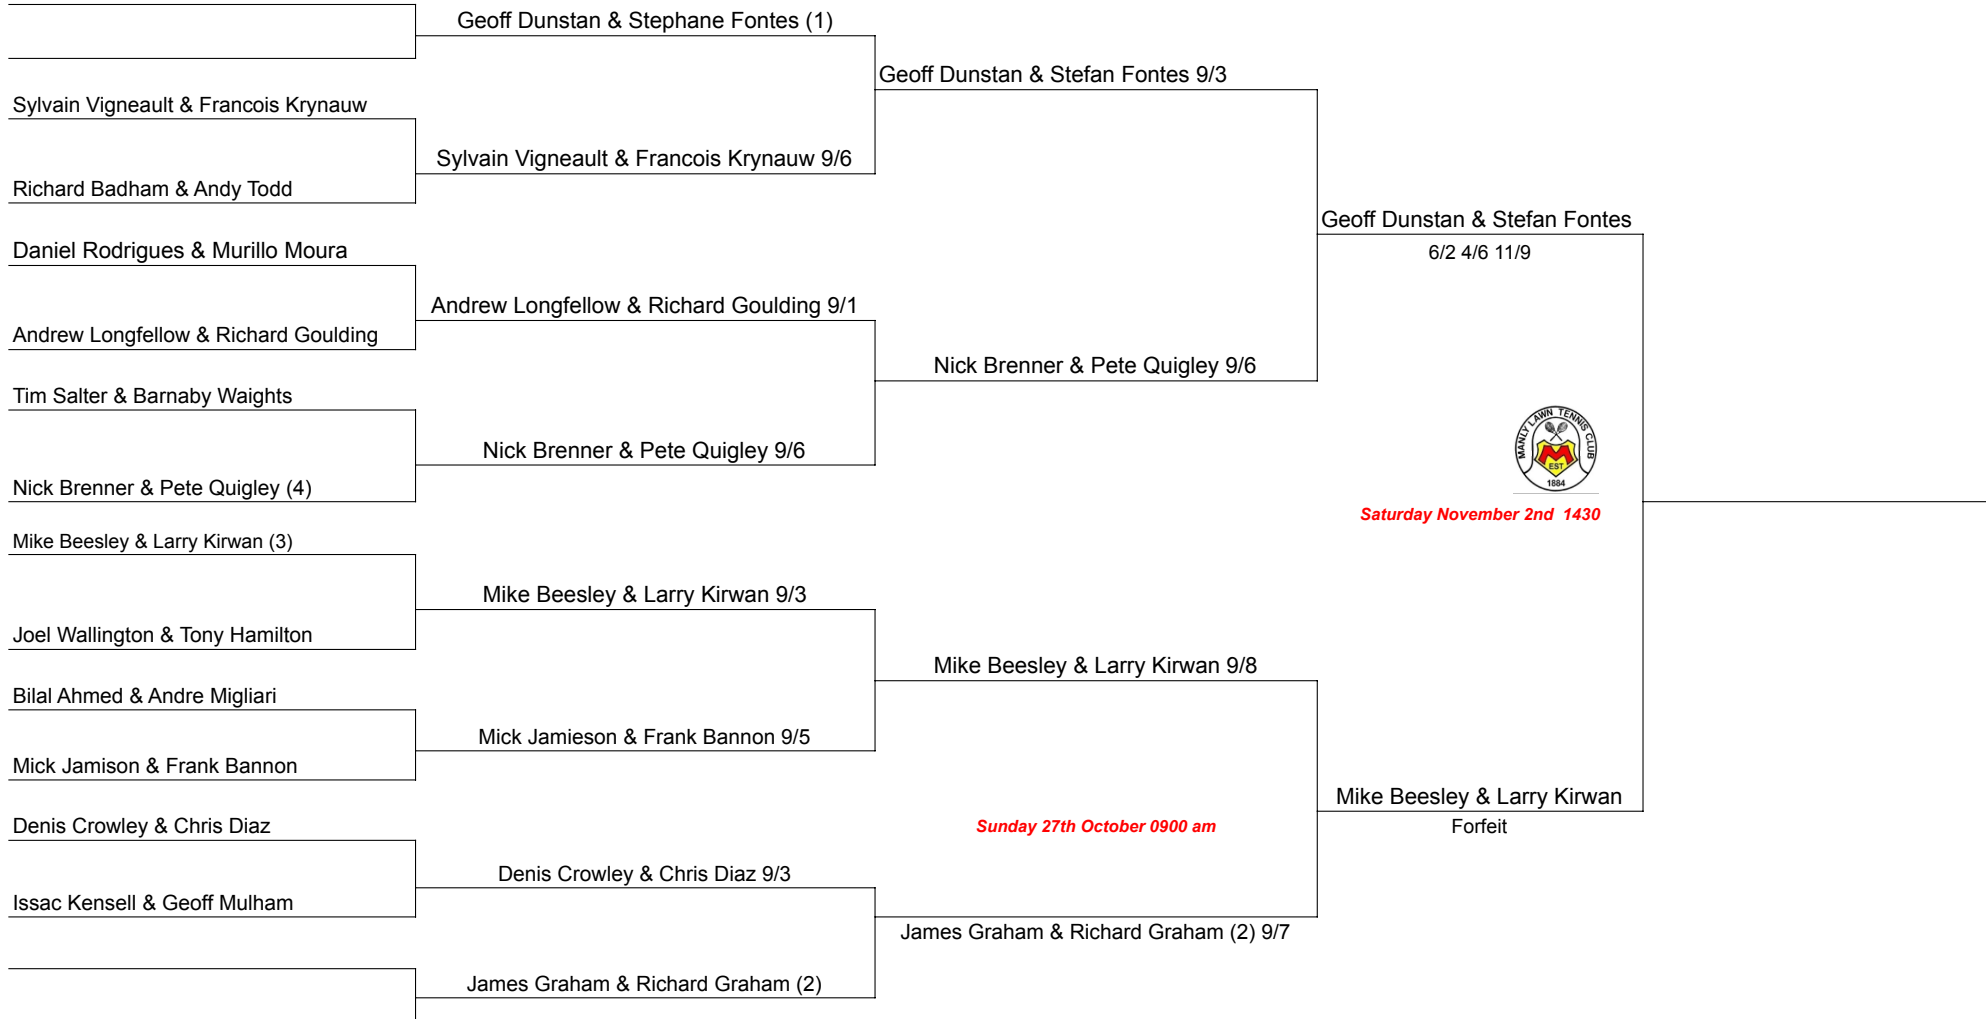 Geoff Dunstan & Stephane Fontes (1)
Geoff Dunstan & Stefan Fontes 9/3
Sylvain Vigneault & Francois Krynauw
Sylvain Vigneault & Francois Krynauw 9/6
Richard Badham & Andy Todd
Geoff Dunstan & Stefan Fontes
6/2 4/6 11/9
Daniel Rodrigues & Murillo Moura
Andrew Longfellow & Richard Goulding 9/1
Andrew Longfellow & Richard Goulding
Nick Brenner & Pete Quigley 9/6
Tim Salter & Barnaby Waights
Nick Brenner & Pete Quigley 9/6
Nick Brenner & Pete Quigley (4)
MANLY LAWN TENNIS CLUB
M
EST
1884
Saturday November 2nd 1430
Mike Beesley & Larry Kirwan (3)
Mike Beesley & Larry Kirwan 9/3
Joel Wallington & Tony Hamilton
Mike Beesley & Larry Kirwan 9/8
Bilal Ahmed & Andre Migliari
Mick Jamieson & Frank Bannon 9/5
Mick Jamison & Frank Bannon
Mike Beesley & Larry Kirwan
Forfeit
Denis Crowley & Chris Diaz
Sunday 27th October 0900 am
Denis Crowley & Chris Diaz 9/3
Issac Kensell & Geoff Mulham
James Graham & Richard Graham (2) 9/7
James Graham & Richard Graham (2)